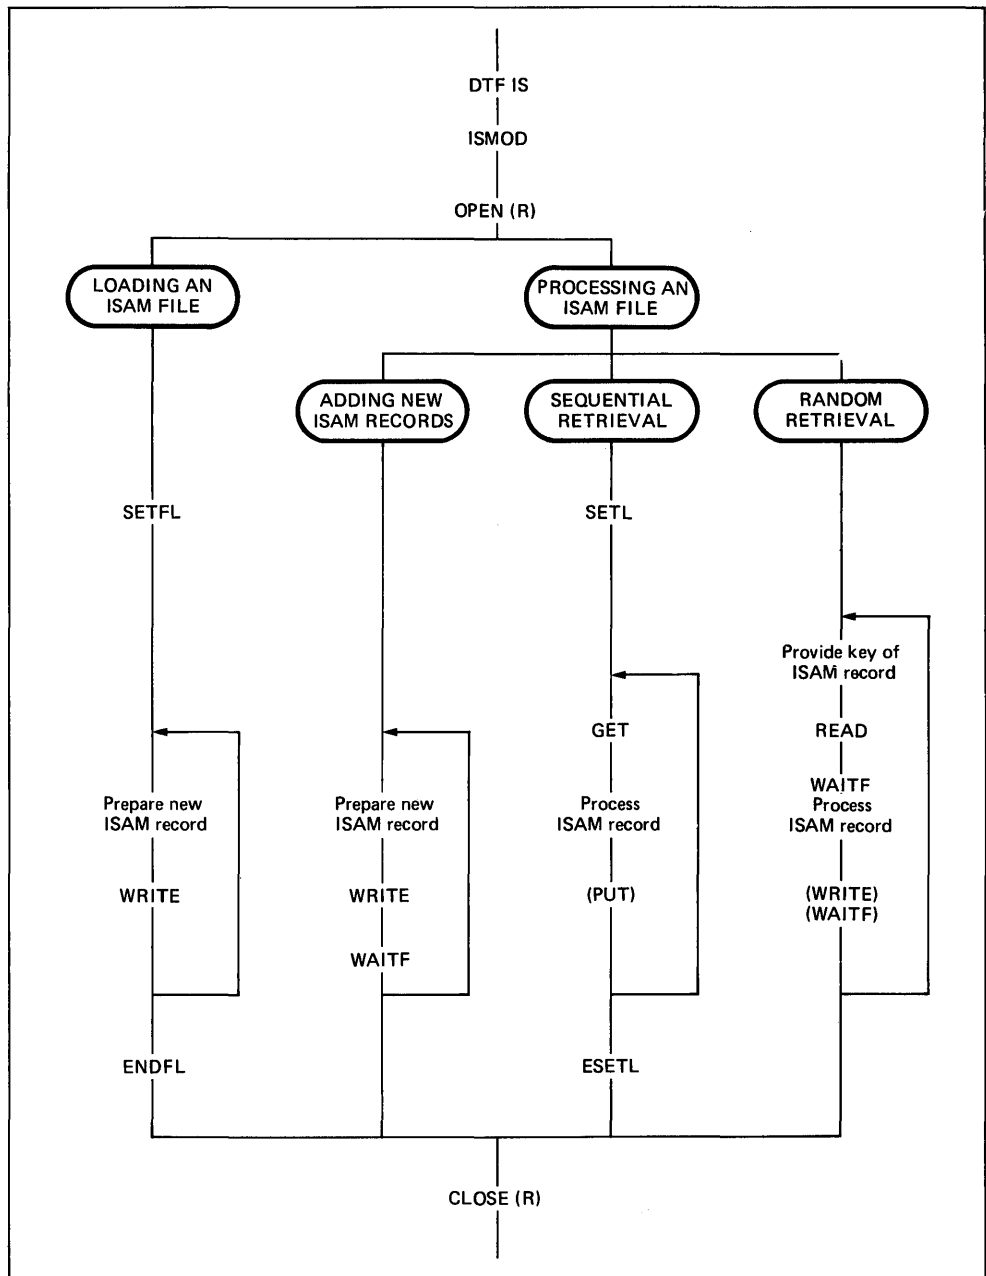 DTF IS
ISMOD
OPEN (R)
LOADING AN
ISAM FILE
PROCESSING AN
ISAM FILE
ADDING NEW
ISAM RECORDS
SEQUENTIAL
RETRIEVAL
RANDOM
RETRIEVAL
SETFL
Prepare new
ISAM record
WRITE
ENDFL
Prepare new
ISAM record
WRITE
WAITF
SETL
GET
Process
ISAM record
(PUT)
ESETL
Provide key of
ISAM record
READ
WAITF
Process
ISAM record
(WRITE)
(WAITF)
CLOSE (R)